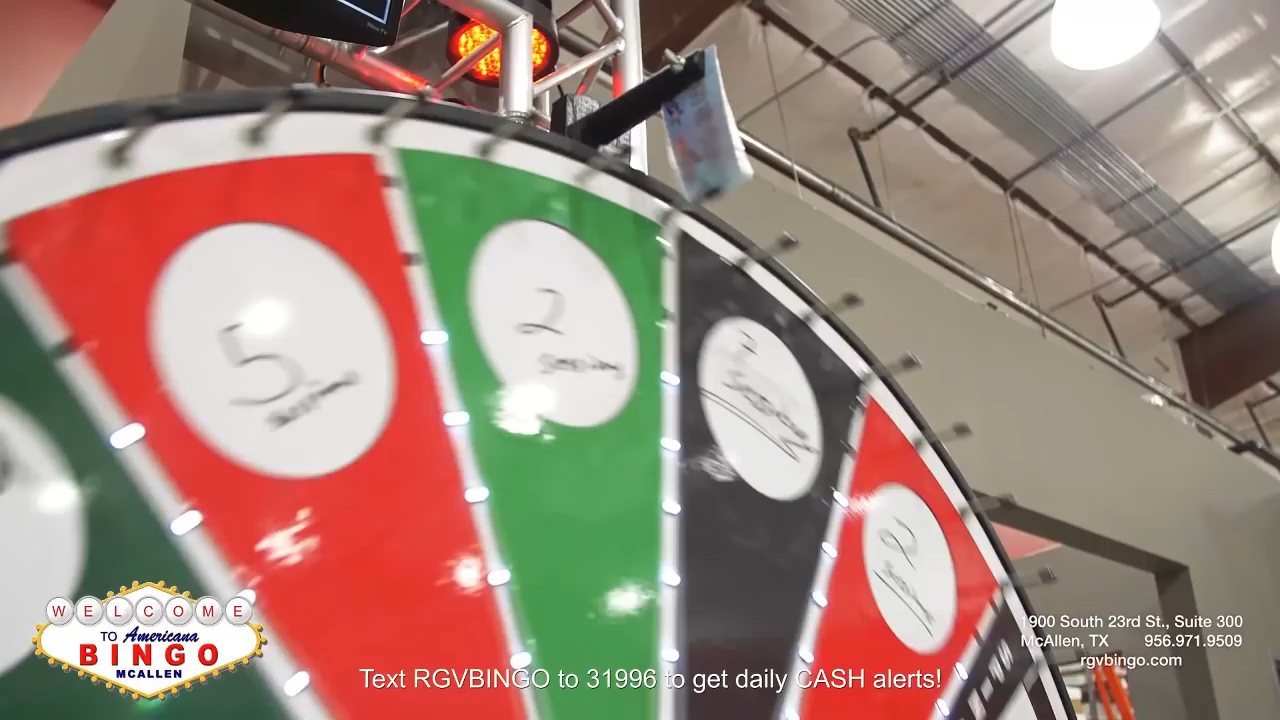 5
2
WELCOME
TO Americana
BINGO
MCALLEN
Text RGVBINGO to 31996 to get daily CASH alerts!
1900 South 23rd St., Suite 300
McAllen, TX 956.971.9509
rgvbingo.com